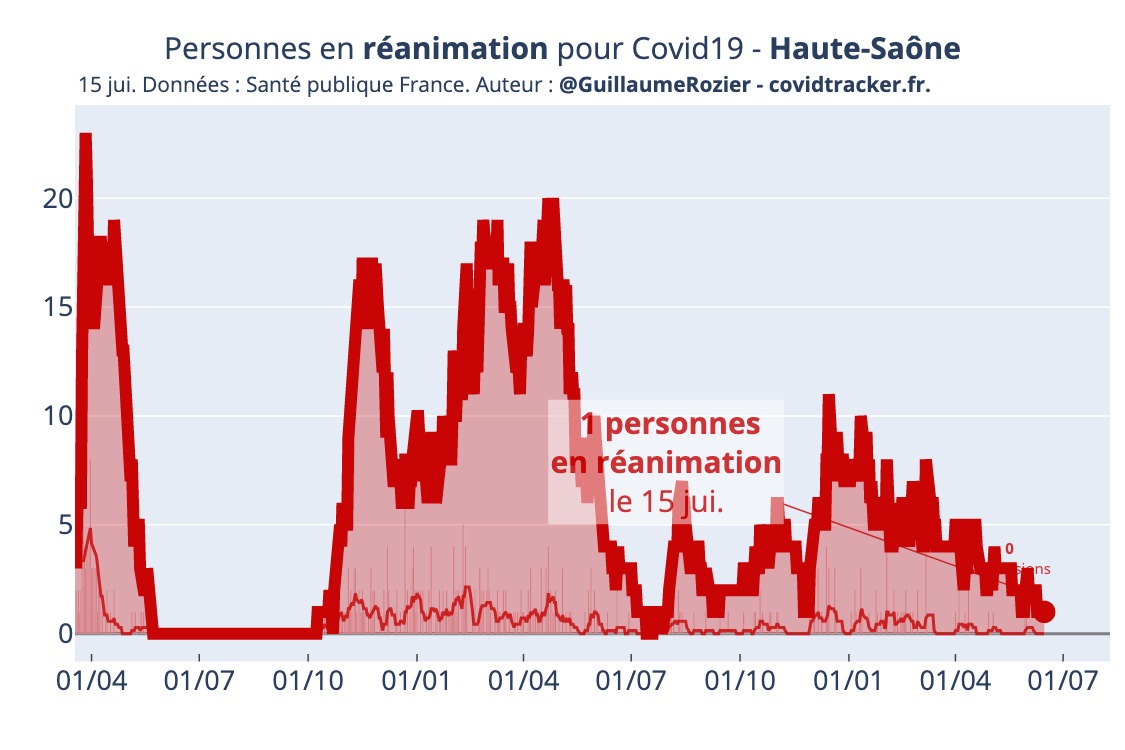 Personnes en réanimation pour Covid19 - Haute-Saône
15 jui. Données : Santé publique France. Auteur : @GuillaumeRozier - covidtracker.fr.
20
15
10
5
0
1 personnes
en réanimation
le 15 jui.
0
01/04 01/07 01/10 01/01 01/04 01/07 01/10 01/01 01/04 01/07